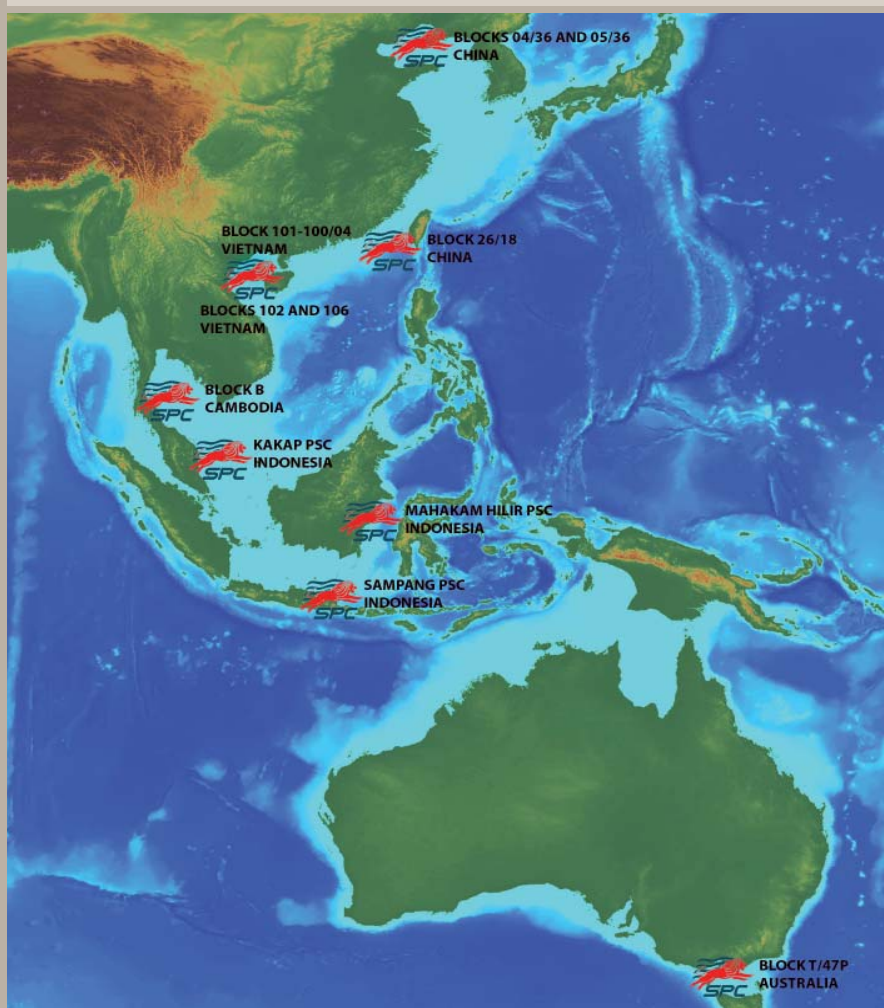 BLOCKS 04/36 AND 05/36
CHINA
SPC
BLOCK 101-100/04
VIETNAM
SPC
BLOCKS 102 AND 106
VIETNAM
BLOCK 26/18
CHINA
SPC
BLOCK B
CAMBODIA
SPC
KAKAP PSC
INDONESIA
SPC
MAHAKAM HILIR PSC
INDONESIA
SPC
SAMPANG PSC
INDONESIA
SPC
BLOCK T/47P
AUSTRALIA
SPC